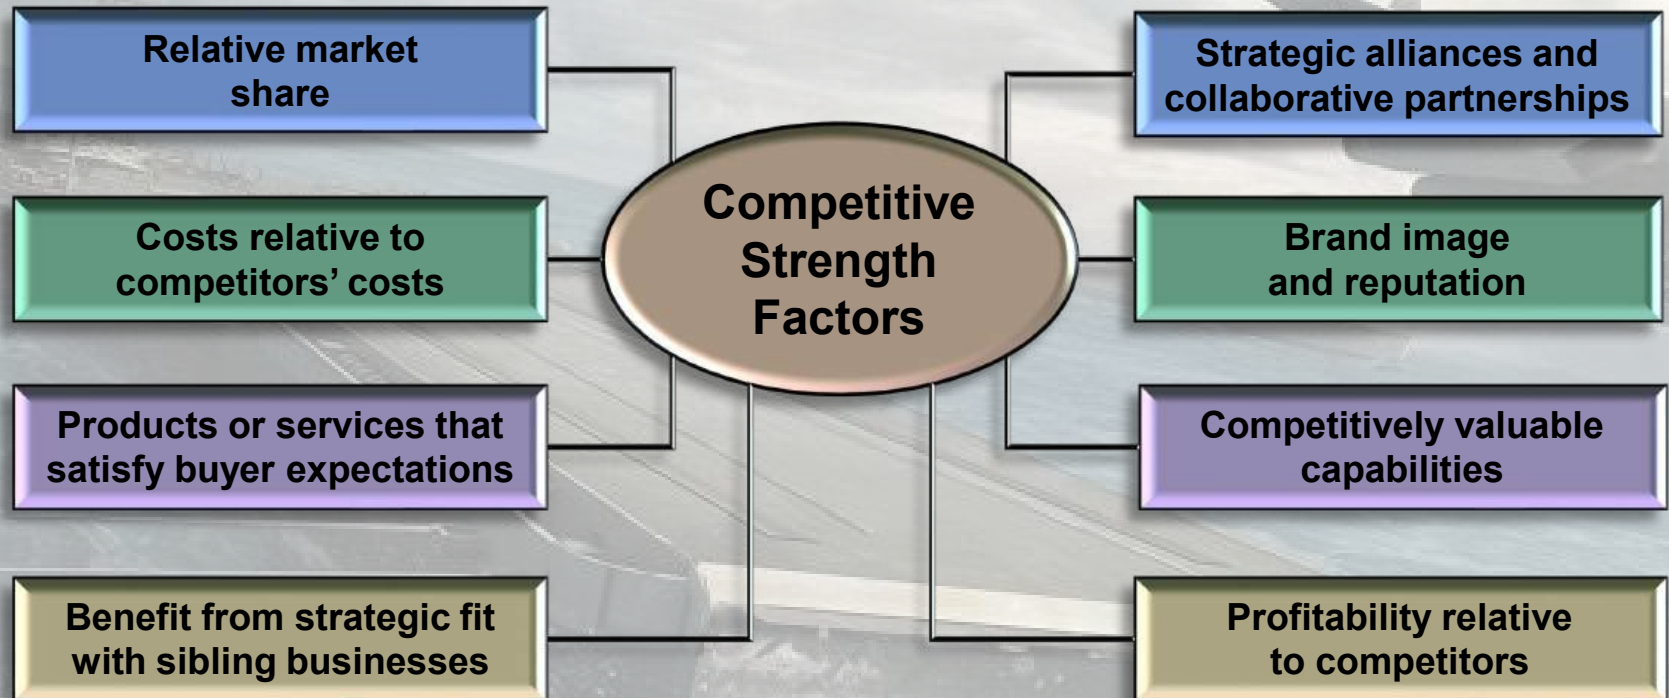 Relative market
share
Costs relative to
competitors’ costs
Products or services that
satisfy buyer expectations
Benefit from strategic fit
with sibling businesses
Competitive
Strength
Factors
Strategic alliances and
collaborative partnerships
Brand image
and reputation
Competitively valuable
capabilities
Profitability relative
to competitors